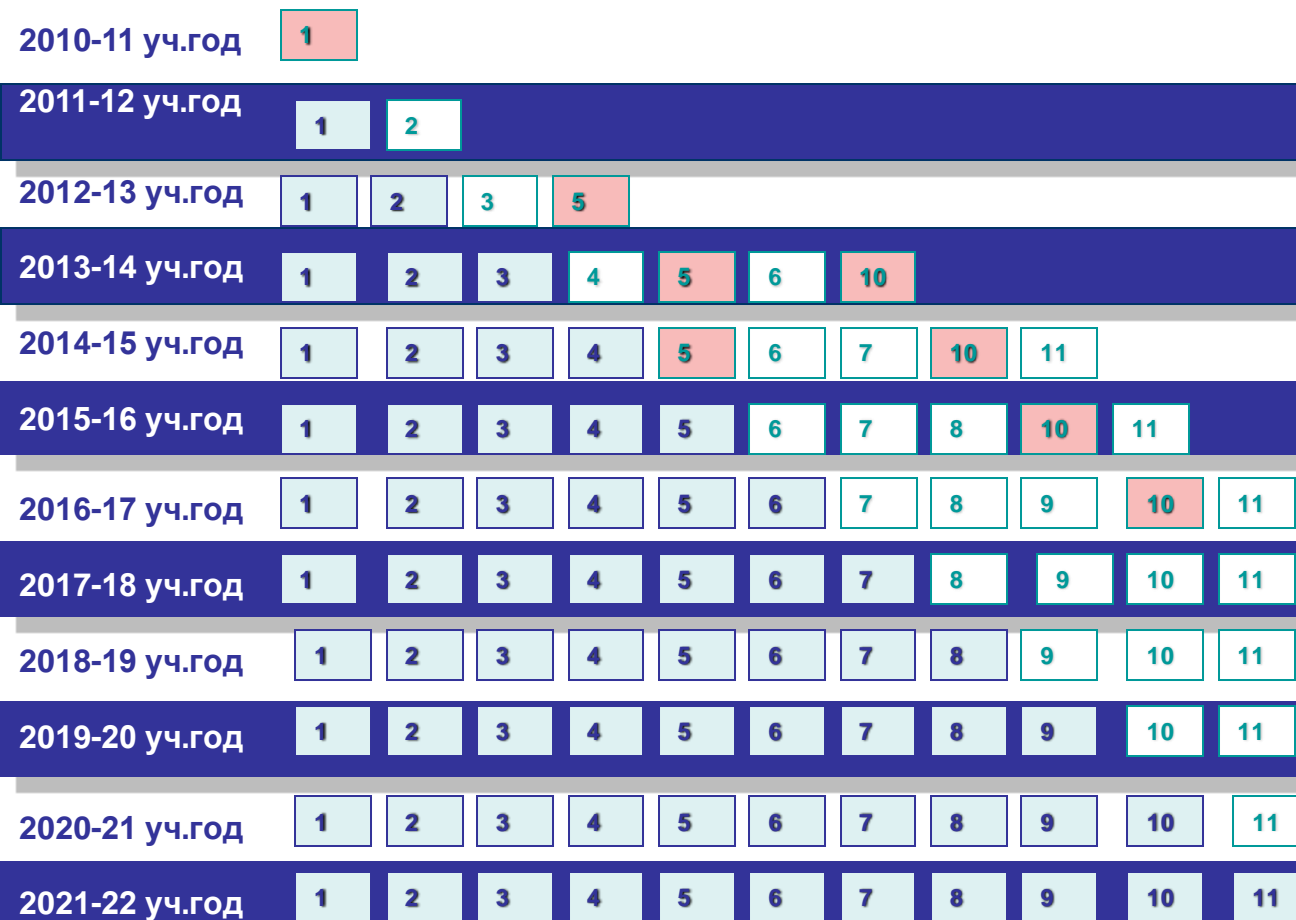 2010-11 уч.год 1
2011-12 уч.год 1 2
2012-13 уч.год 1 2 3 5
2013-14 уч.год 1 2 3 4 5 6 10
2014-15 уч.год 1 2 3 4 5 6 7 10 11
2015-16 уч.год 1 2 3 4 5 6 7 8 10 11
2016-17 уч.год 1 2 3 4 5 6 7 8 9 10 11
2017-18 уч.год 1 2 3 4 5 6 7 8 9 10 11
2018-19 уч.год 1 2 3 4 5 6 7 8 9 10 11
2019-20 уч.год 1 2 3 4 5 6 7 8 9 10 11
2020-21 уч.год 1 2 3 4 5 6 7 8 9 10 11
2021-22 уч.год 1 2 3 4 5 6 7 8 9 10 11